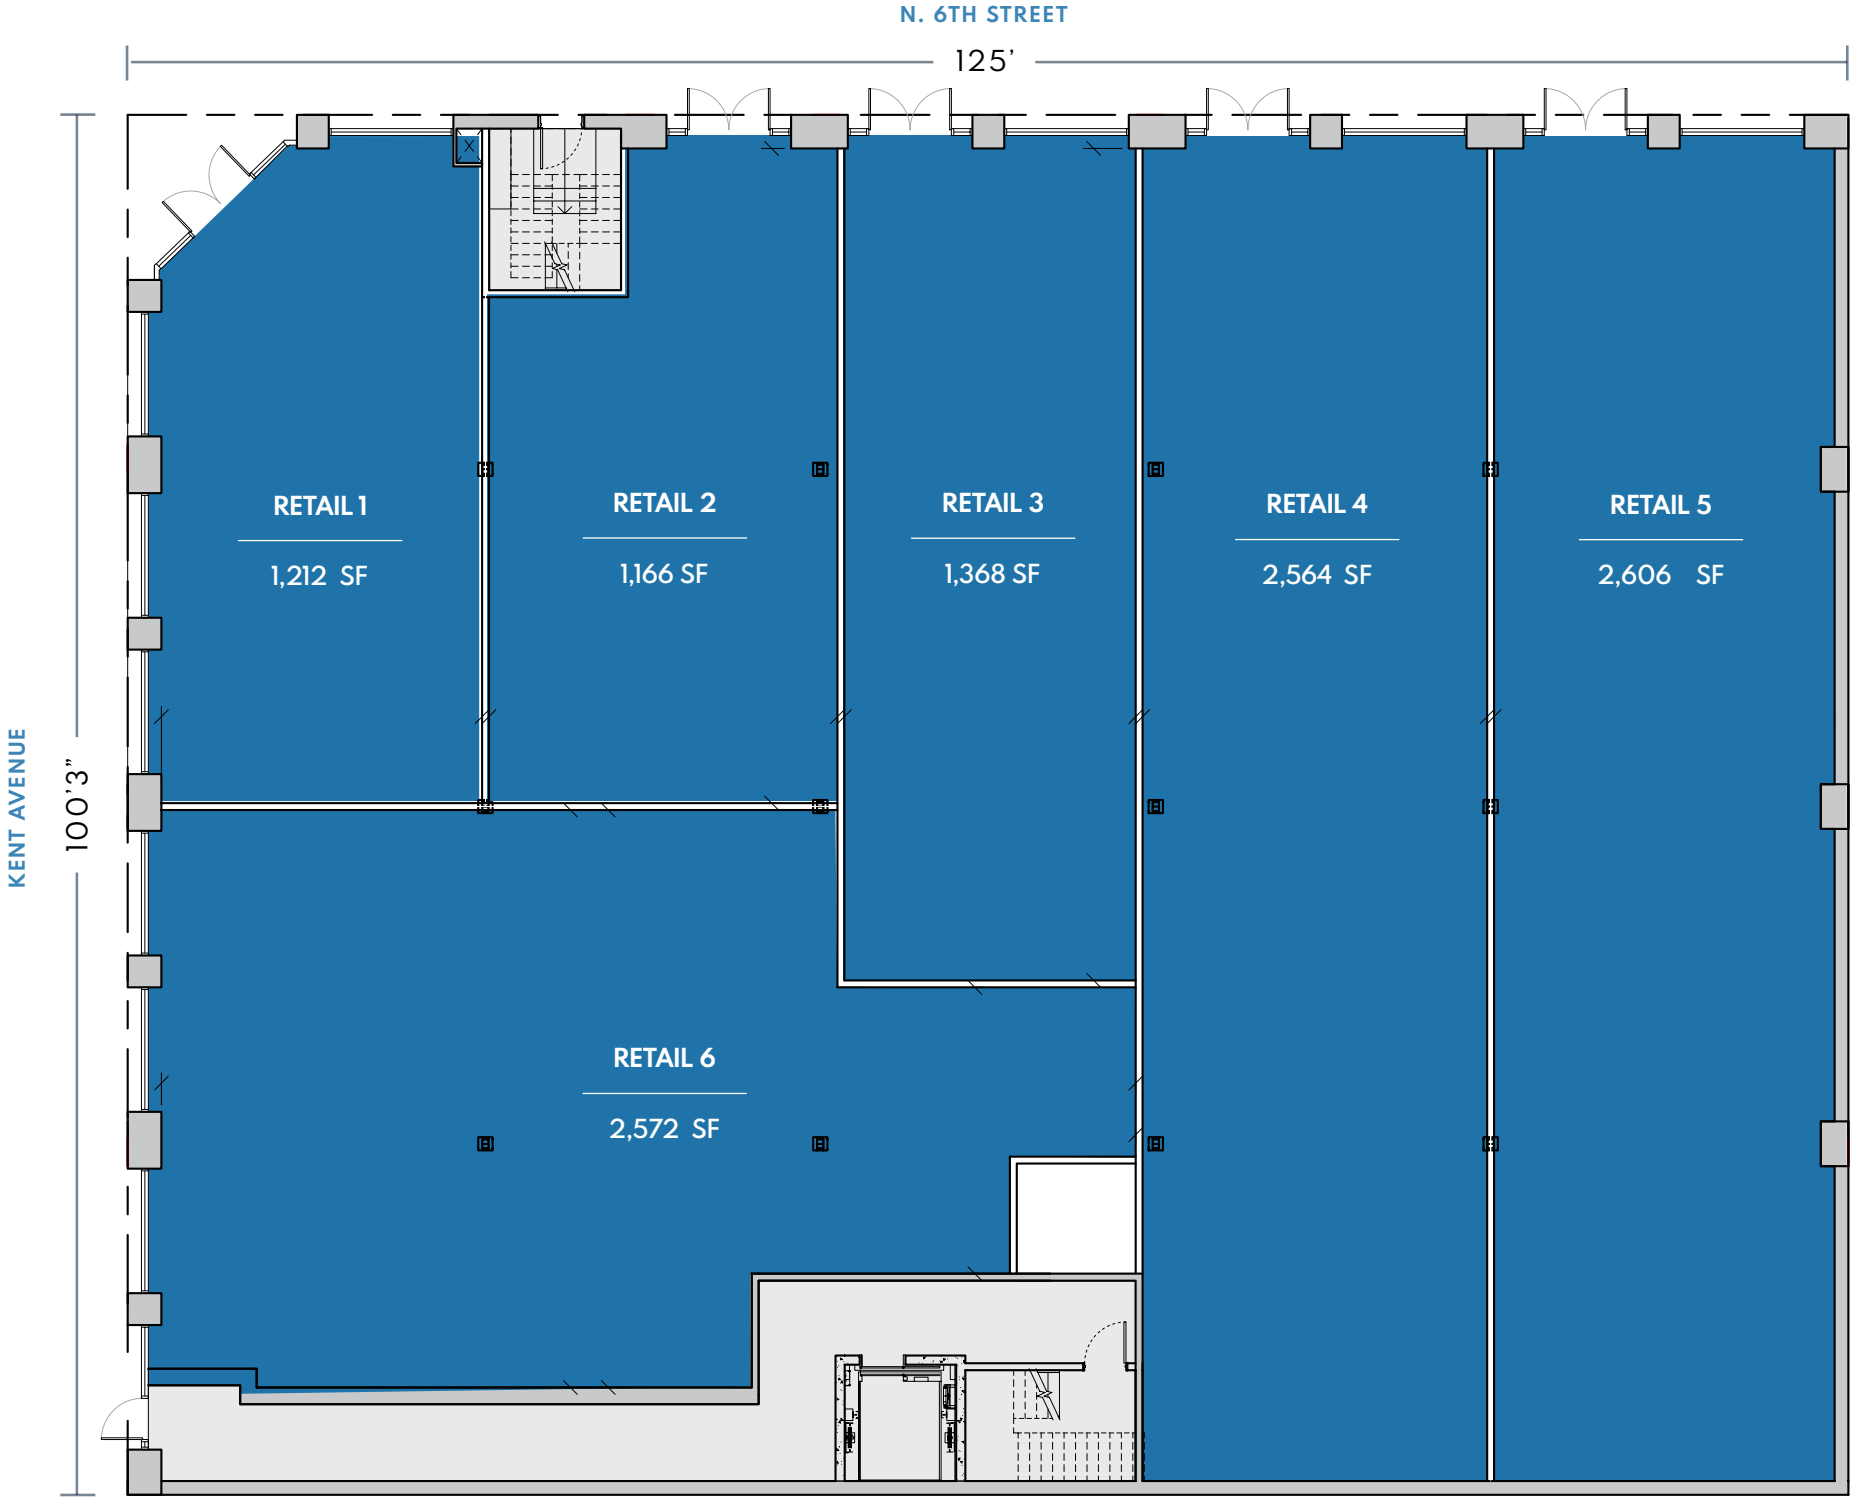 N. 6TH STREET
125'
KENT AVENUE
100'3"
RETAIL 1
1,212 SF
RETAIL 2
1,166 SF
RETAIL 3
1,368 SF
RETAIL 4
2,564 SF
RETAIL 5
2,606 SF
RETAIL 6
2,572 SF